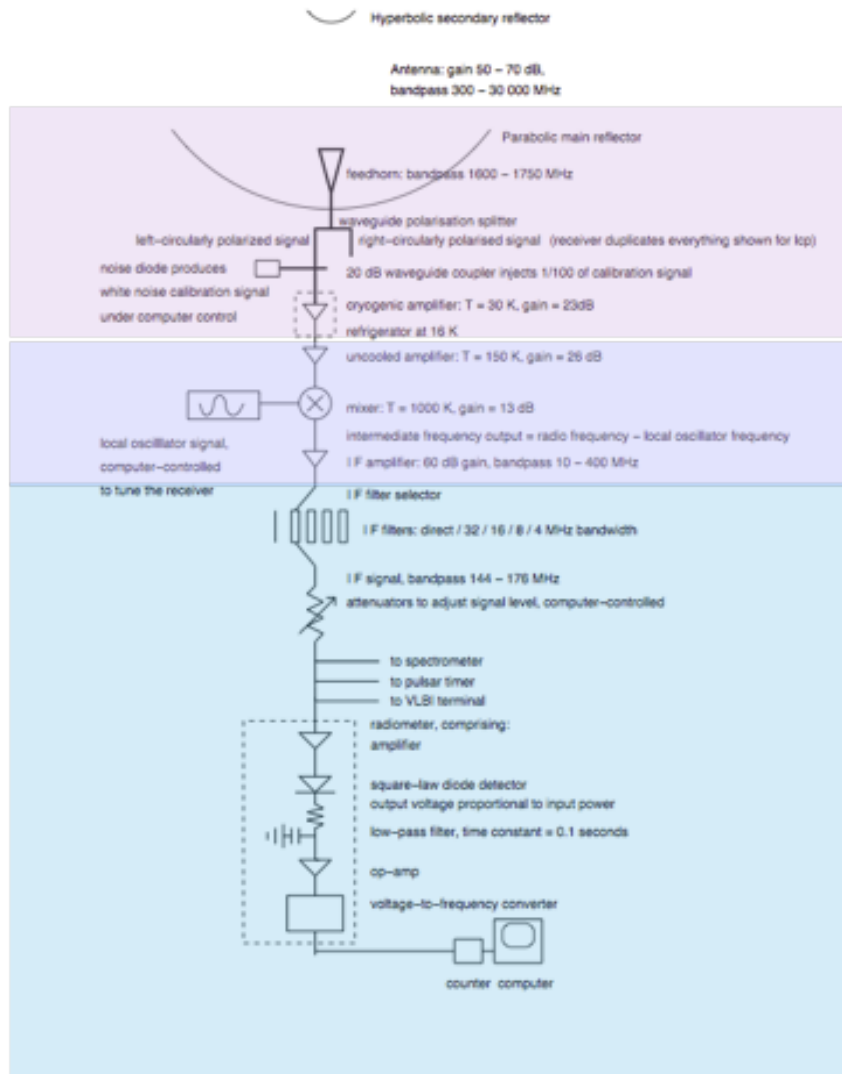 Hyperbolic secondary reflector
Antenna: gain 50 – 70 dB,
bandpass 300 – 30 000 MHz
Parabolic main reflector
feedhorn: bandpass 1600 – 1750 MHz
waveguide polarisation splitter
left–circularly polarized signal
right–circularly polarised signal (receiver duplicates everything shown for lcp)
noise diode produces
white noise calibration signal
under computer control
20 dB waveguide coupler injects 1/100 of calibration signal
cryogenic amplifier: T = 30 K, gain = 23dB
refrigerator at 16 K
uncooled amplifier: T = 150 K, gain = 26 dB
mixer: T = 1000 K, gain = 13 dB
intermediate frequency output = radio frequency – local oscillator frequency
local oscilllator signal,
computer–controlled
to tune the receiver
I F amplifier: 60 dB gain, bandpass 10 – 400 MHz
I F filter selector
I F filters: direct / 32 / 16 / 8 / 4 MHz bandwidth
I F signal, bandpass 144 – 176 MHz
attenuators to adjust signal level, computer–controlled
to spectrometer
to pulsar timer
to VLBI terminal
radiometer, comprising:
amplifier
square–law diode detector
output voltage proportional to input power
low–pass filter, time constant = 0.1 seconds
op–amp
voltage–to–frequency converter
counter computer